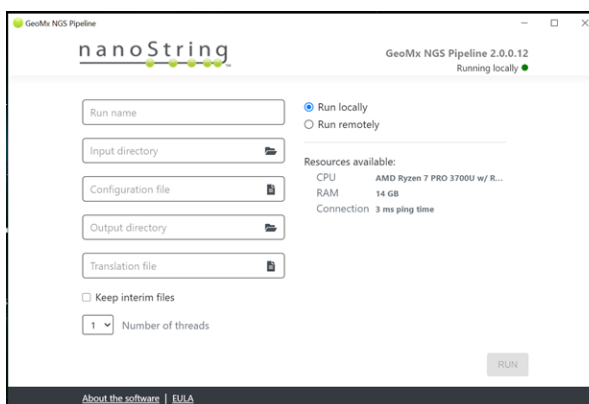 GeoMx NGS Pipeline
nanoString
GeoMx NGS Pipeline 2.0.0.12
Running locally
Run name
Input directory
Configuration file
Output directory
Translation file
Keep interim files
1 Number of threads
Run locally
Run remotely
Resources available:
CPU AMD Ryzen 7 PRO 3700U w/ R...
RAM 14 GB
Connection 3 ms ping time
RUN
About the software | EULA